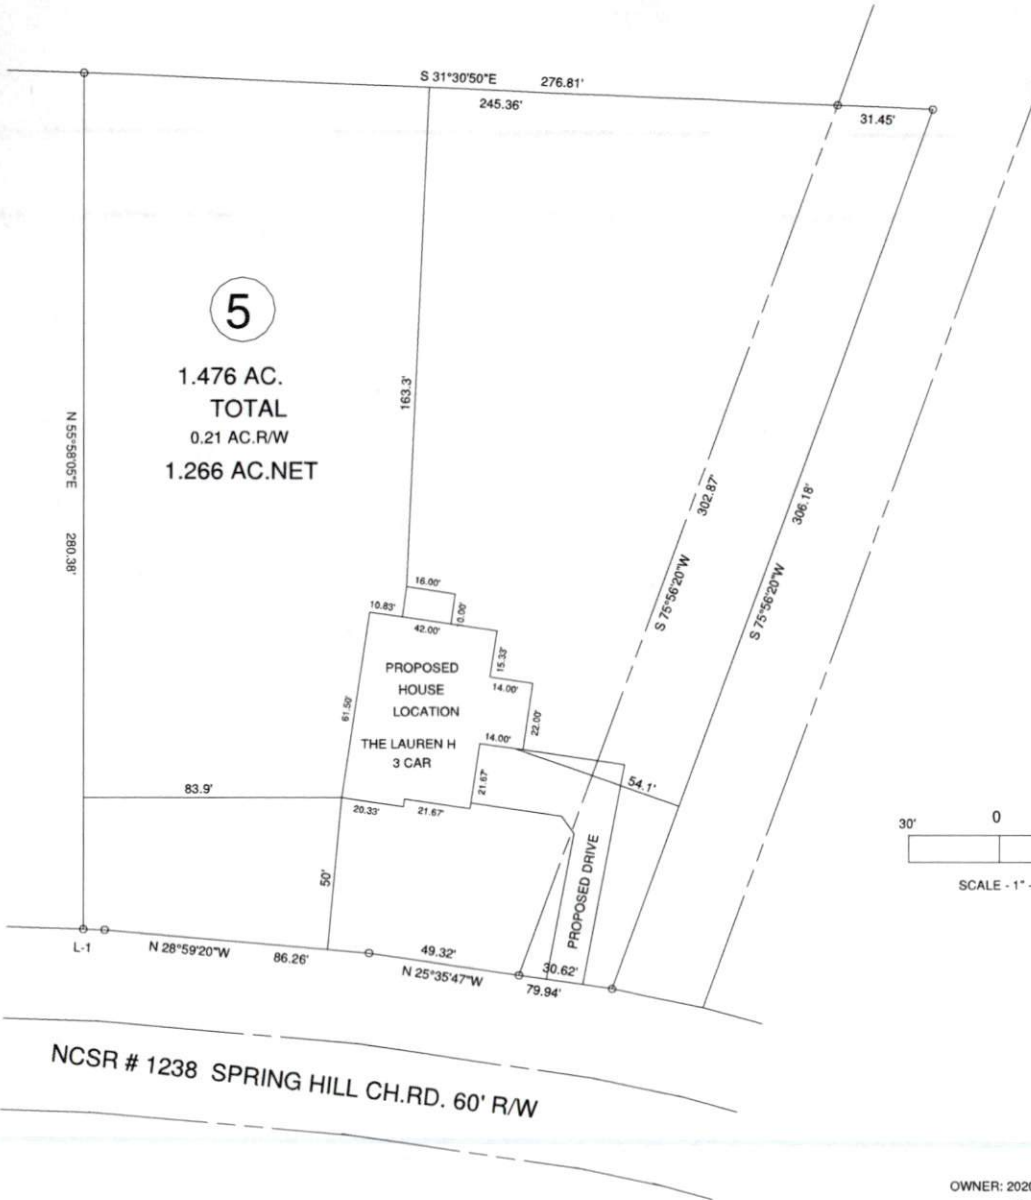 S 31°30'50"E 276.81'
245.36'
31.45'
5
1.476 AC.
TOTAL
0.21 AC.R/W
1.266 AC.NET
163.3'
N 55°58'05"E 280.38'
302.87'
S 75°56'20"W
306.18'
S 75°56'20"W
16.00'
10.83'
42.00'
15.33'
14.00'
22.00'
PROPOSED
HOUSE
LOCATION
THE LAUREN H
3 CAR
61.50'
14.00'
21.67'
54.1'
83.9'
20.33'
21.67'
50'
PROPOSED DRIVE
30'
0
SCALE - 1"
L-1
N 28°59'20"W
86.26'
49.32'
N 25°35'47"W
30.62'
79.94'
NCSR # 1238 SPRING HILL CH.RD. 60' R/W
OWNER: